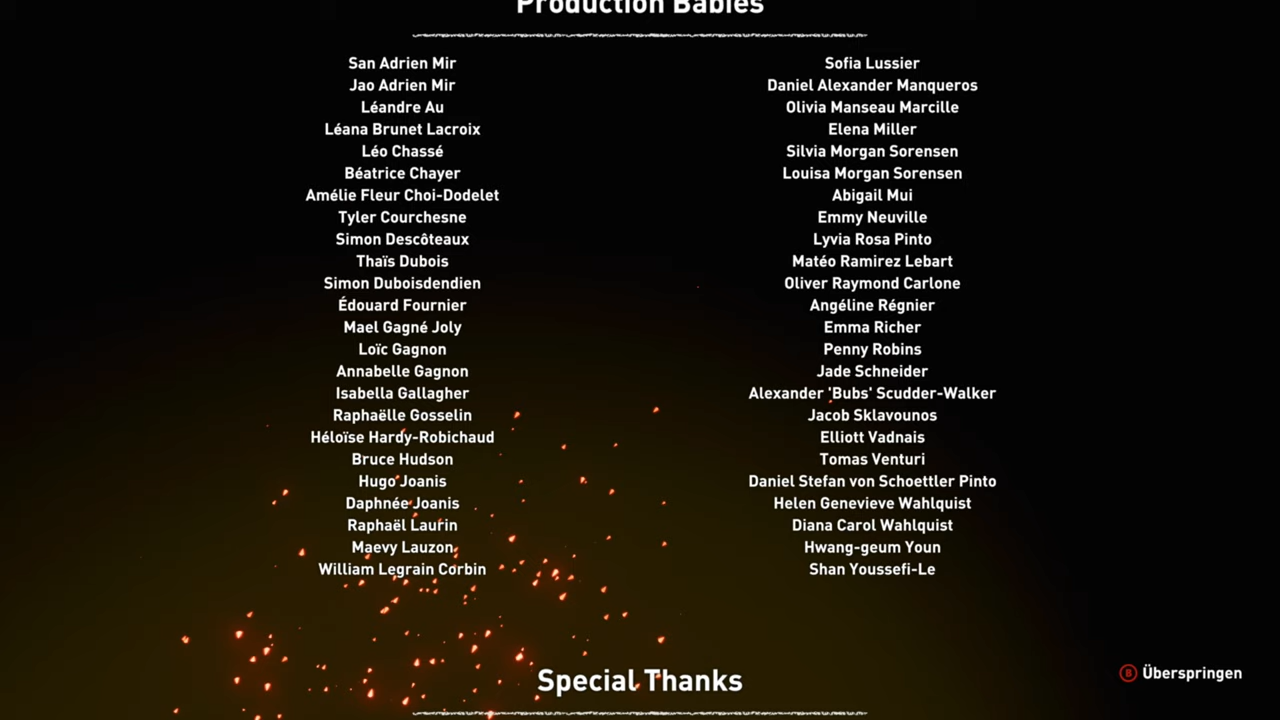 Production Babies
San Adrien Mir
Jao Adrien Mir
Léandre Au
Léana Brunet Lacroix
Léo Chassé
Béatrice Chayer
Amélie Fleur Choi-Dodelet
Tyler Courchesne
Simon Descôteaux
Thaïs Dubois
Simon Duboisdendien
Édouard Fournier
Mael Gagné Joly
Loïc Gagnon
Annabelle Gagnon
Isabella Gallagher
Raphaëlle Gosselin
Héloïse Hardy-Robichaud
Bruce Hudson
Hugo Joanis
Daphnée Joanis
Raphaël Laurin
Maevy Lauzon
William Legrain Corbin
Sofia Lussier
Daniel Alexander Manqueros
Olivia Manseau Marcille
Elena Miller
Silvia Morgan Sorensen
Louisa Morgan Sorensen
Abigail Mui
Emmy Neuville
Lyvia Rosa Pinto
Matéo Ramirez Lebart
Oliver Raymond Carlone
Angéline Régnier
Emma Richer
Penny Robins
Jade Schneider
Alexander 'Bubs' Scudder-Walker
Jacob Sklavounos
Elliott Vadnais
Tomas Venturi
Daniel Stefan von Schoettler Pinto
Helen Genevieve Wahlquist
Diana Carol Wahlquist
Hwang-geum Youn
Shan Youssefi-Le
Special Thanks
B Überspringen